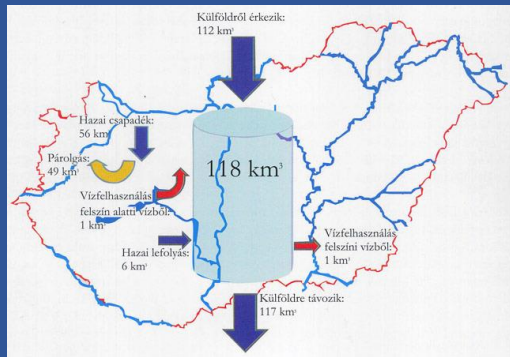 Külföldről érkezik:
112 km³
Hazai csapadék:
56 km³
Párolgás:
49 km³
118 km³
Vízfelhasználás
felszín alatti vízből:
1 km³
Hazai lefolyás:
6 km³
Vízfelhasználás
felszíni vízből:
1 km³
Külföldre távozik:
117 km³